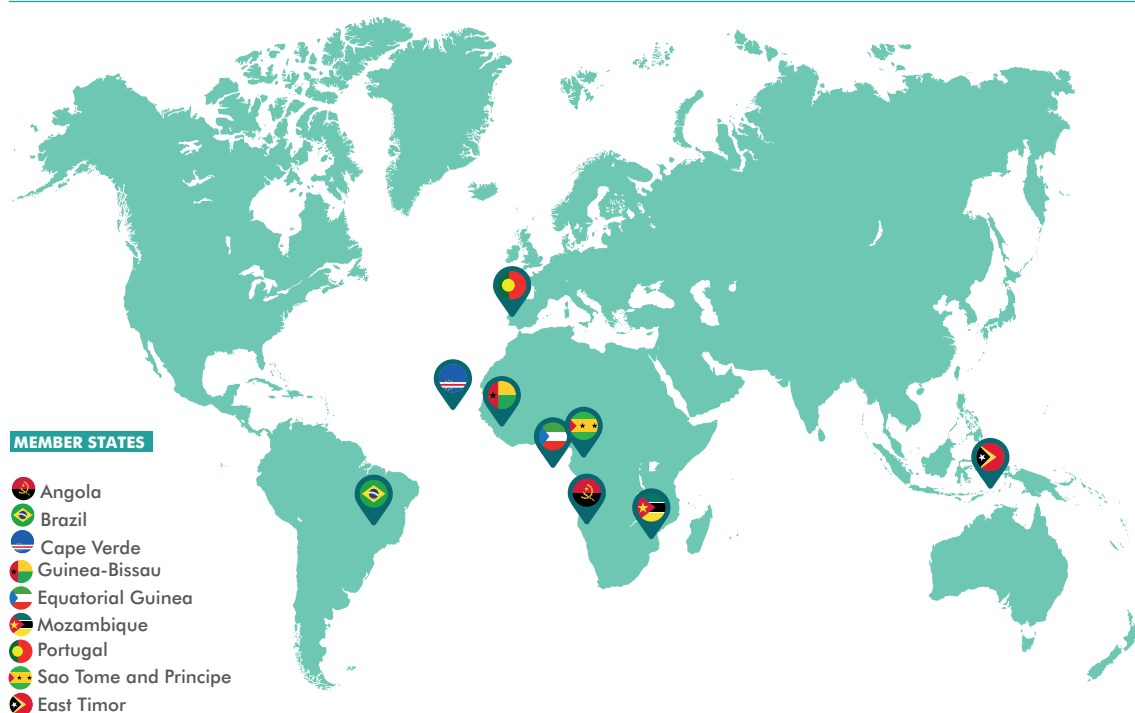 MEMBER STATES
Angola
Brazil
Cape Verde
Guinea-Bissau
Equatorial Guinea
Mozambique
Portugal
Sao Tome and Principe
East Timor